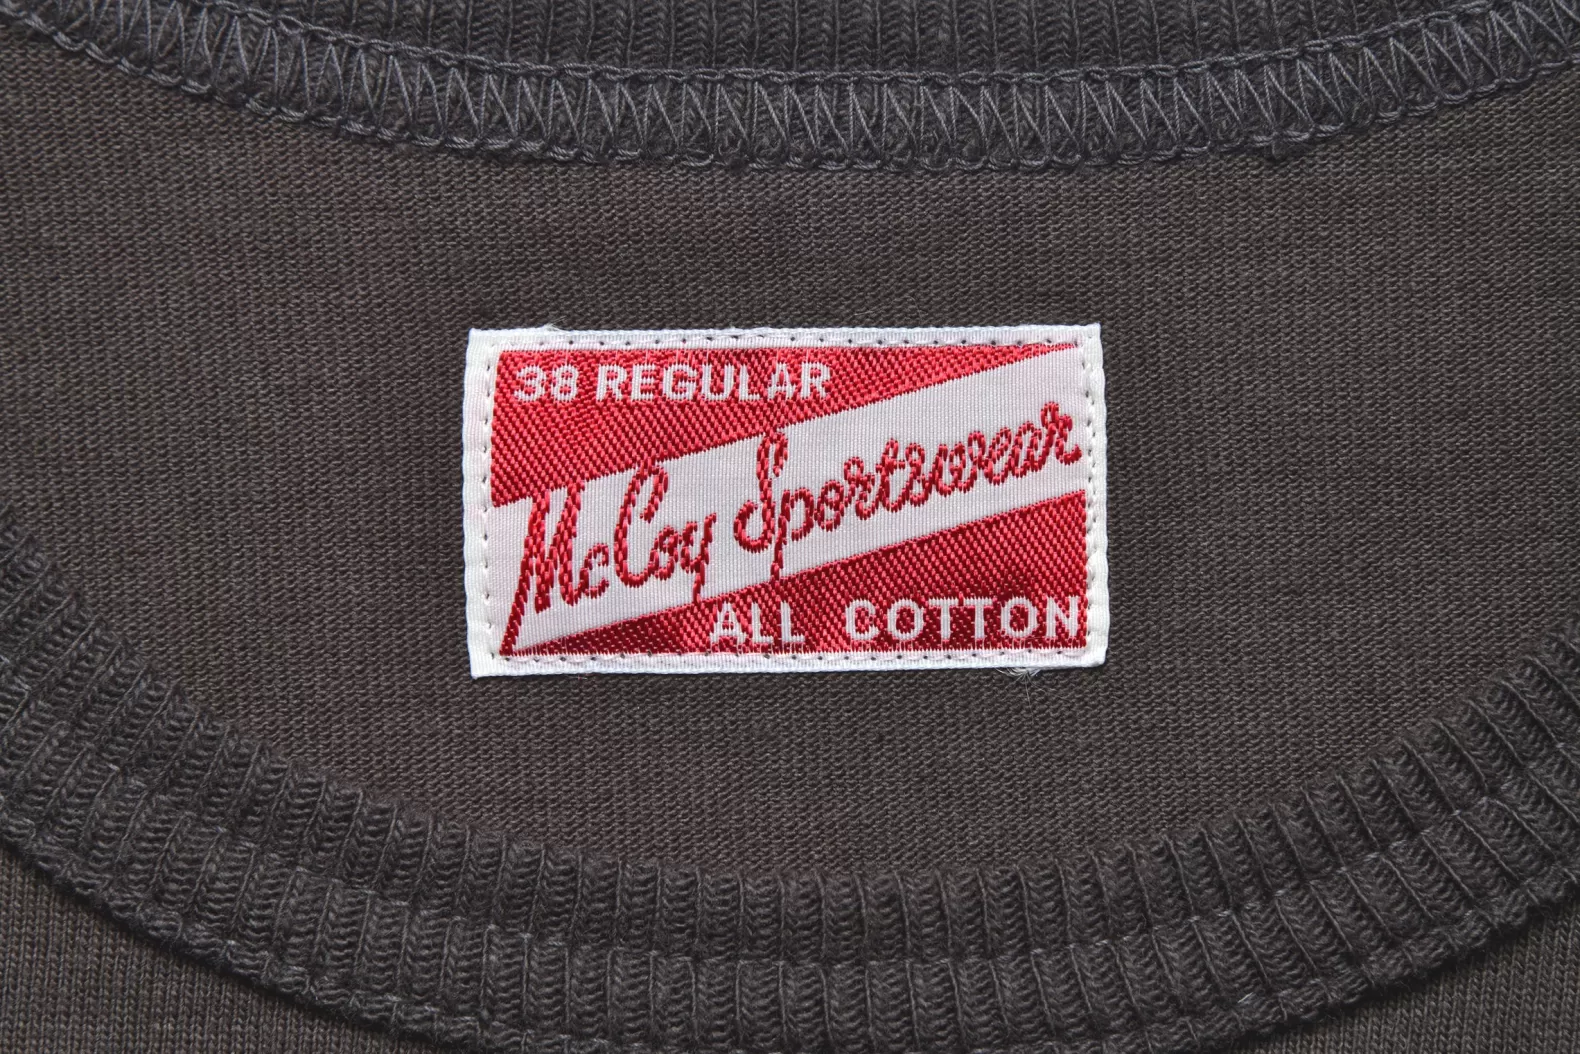 38 REGULAR
McCoy Sportswear
ALL COTTON